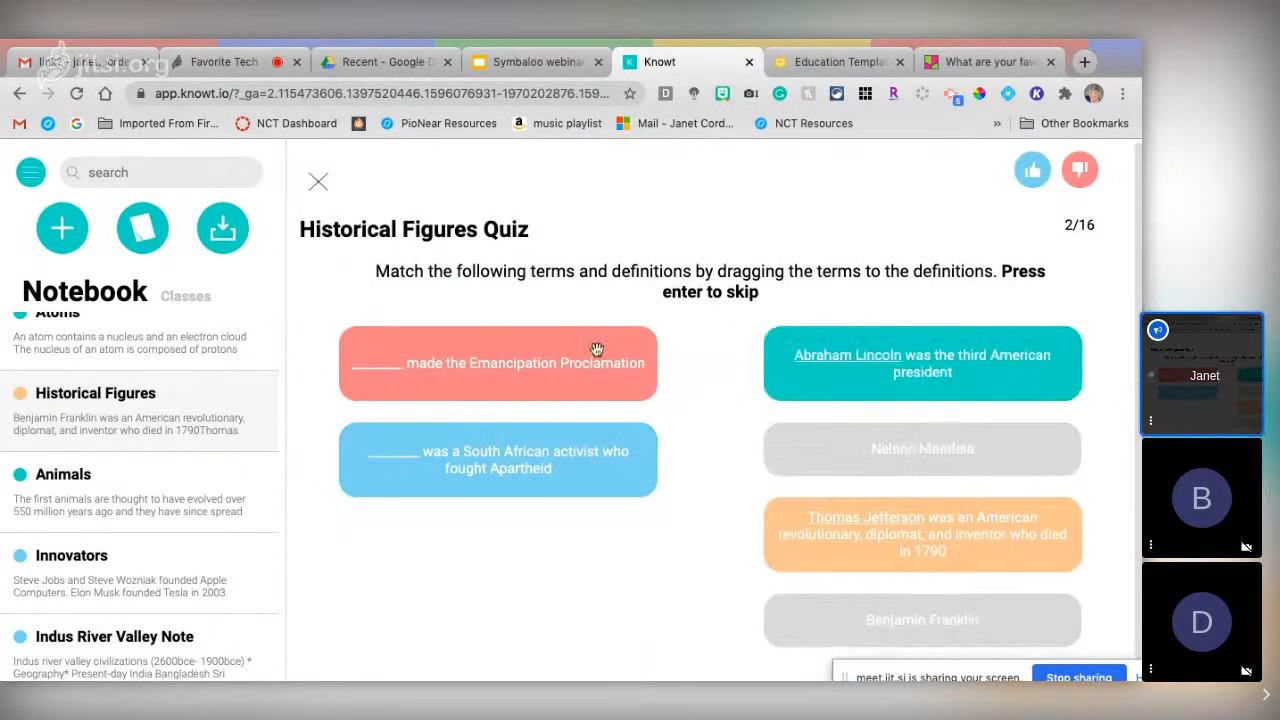 jitsi.org
Favorite Tech
Recent - Google D
Symbaloo webina
Knowt
Education Templa
What are your fav
app.knowt.io/?_ga=2.115473606.1397520446.1596076931-1970202876.159...
Imported From Fir...
NCT Dashboard
PioNear Resources
music playlist
Mail - Janet Cord...
NCT Resources
»
Other Bookmarks
search
Notebook
Classes
Atoms
An atom contains a nucleus and an electron cloud
The nucleus of an atom is composed of protons
Historical Figures
Benjamin Franklin was an American revolutionary,
diplomat, and inventor who died in 1790Thomas
Animals
The first animals are thought to have evolved over
550 million years ago and they have since spread
Innovators
Steve Jobs and Steve Wozniak founded Apple
Computers. Elon Musk founded Tesla in 2003.
Indus River Valley Note
Indus river valley civilizations (2600bce- 1900bce) *
Geography* Present-day India Bangladesh Sri
Historical Figures Quiz
2/16
Match the following terms and definitions by dragging the terms to the definitions. Press
enter to skip
_______ made the Emancipation Proclamation
_______ was a South African activist who
fought Apartheid
Abraham Lincoln was the third American
president
Nelson Mandela
Thomas Jefferson was an American
revolutionary, diplomat, and inventor who died
in 1790
Benjamin Franklin
meet.jit.si is sharing your screen.
Stop sharing
Janet
B
D